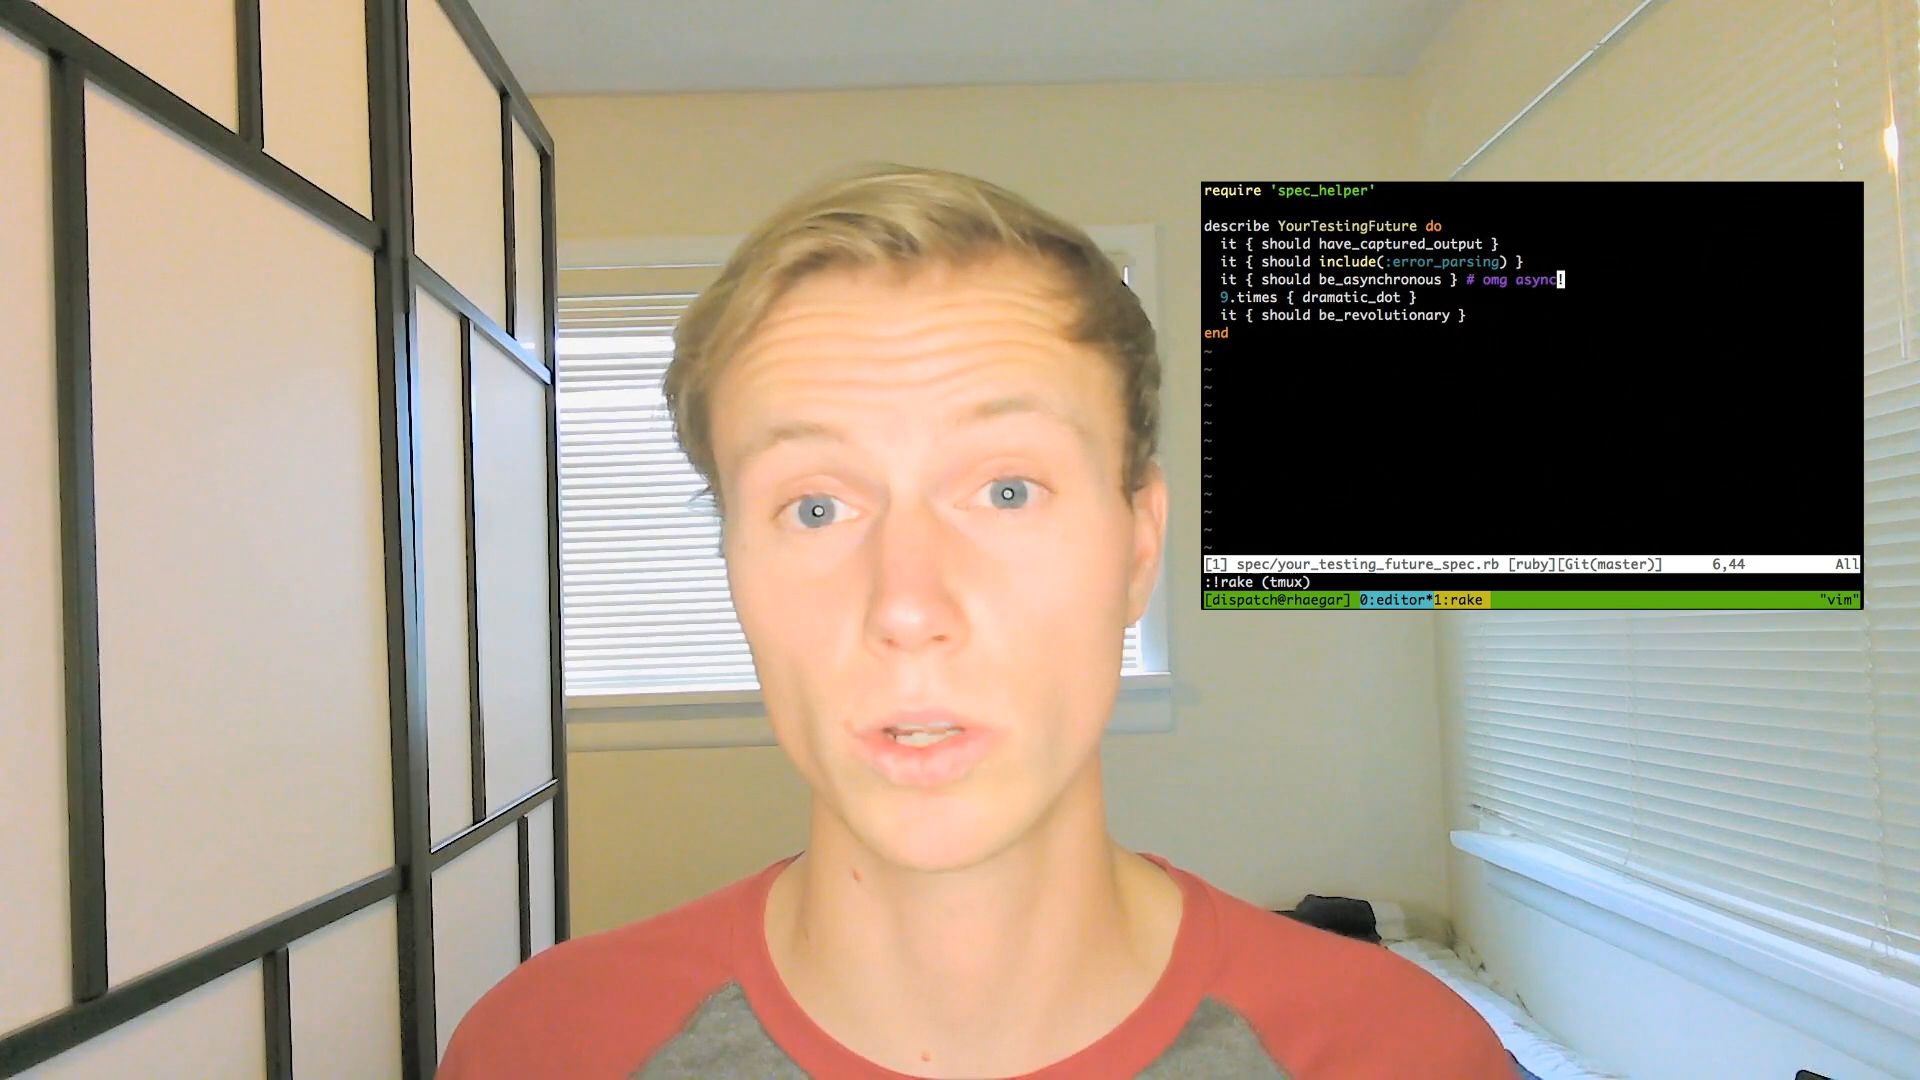 require 'spec_helper'
describe YourTestingFuture do
it { should have_captured_output }
it { should include(:error_parsing) }
it { should be_asynchronous } # omg async!
9.times { dramatic_dot }
it { should be_revolutionary }
end
~
~
~
~
~
~
~
~
~
~
~
~
[1] spec/your_testing_future_spec.rb [ruby][Git(master)] 6,44 All
:!rake (tmux)
[dispatch@rhaegar] 0:editor*1:rake "vim"